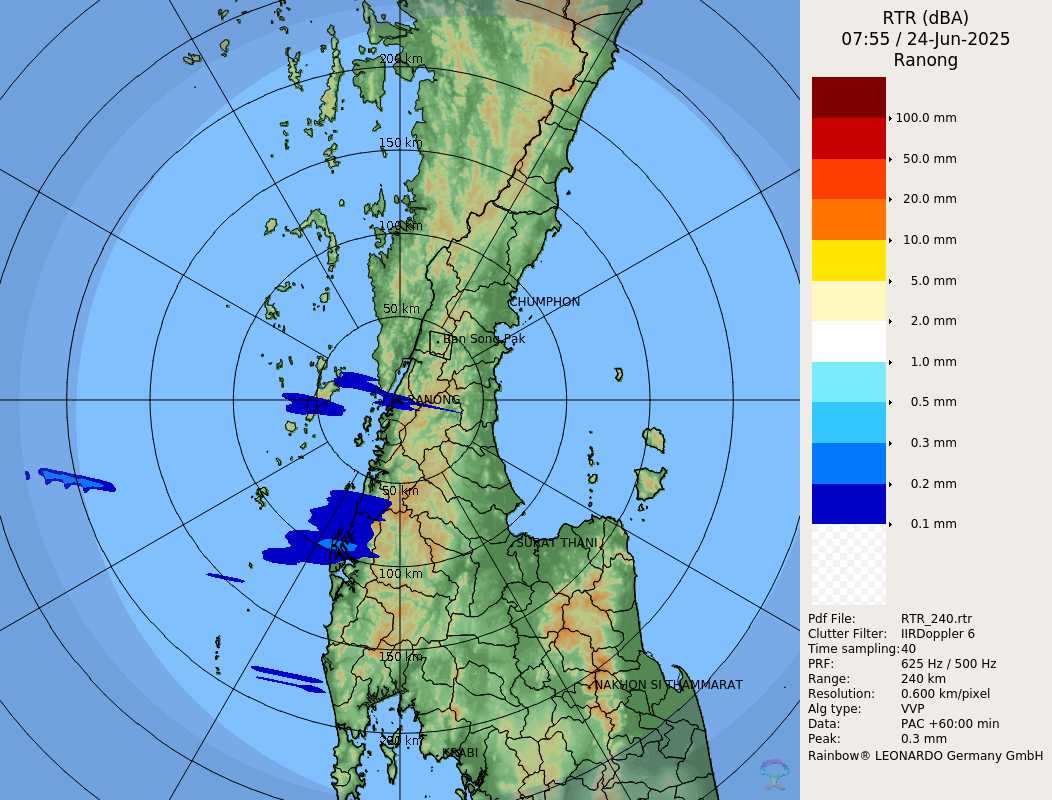 RTR (dBA)
07:55 / 24-Jun-2025
Ranong
100.0 mm
50.0 mm
20.0 mm
10.0 mm
5.0 mm
2.0 mm
1.0 mm
0.5 mm
0.3 mm
0.2 mm
0.1 mm
Pdf File: RTR_240.rtr
Clutter Filter: IIRDoppler 6
Time sampling:40
PRF: 625 Hz / 500 Hz
Range: 240 km
Resolution: 0.600 km/pixel
Alg type: VVP
Data: PAC +60:00 min
Peak: 0.3 mm
Rainbow® LEONARDO Germany GmbH
200 km
150 km
100 km
CHUMPHON
50 km
Ban Song Pak
RANONG
50 km
SURAT THANI
100 km
150 km
NAKHON SI THAMMARAT
200 km
KRABI